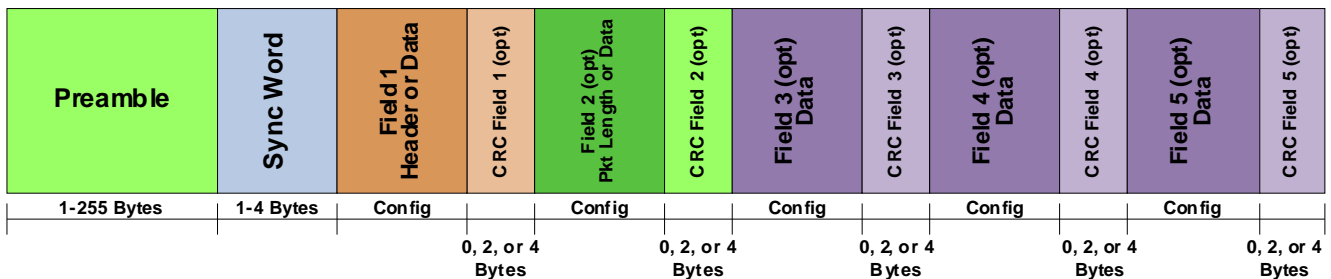 Preamble
Sync Word
Field 1
Header or Data
CRC Field 1 (opt)
Field 2 (opt)
Pkt Length or Data
CRC Field 2 (opt)
Field 3 (opt)
Data
CRC Field 3 (opt)
Field 4 (opt)
Data
CRC Field 4 (opt)
Field 5 (opt)
Data
CRC Field 5 (opt)
1-255 Bytes
1-4 Bytes
Config
Config
Config
Config
Config
0, 2, or 4
Bytes
0, 2, or 4
Bytes
0, 2, or 4
Bytes
0, 2, or 4
Bytes
0, 2, or 4
Bytes